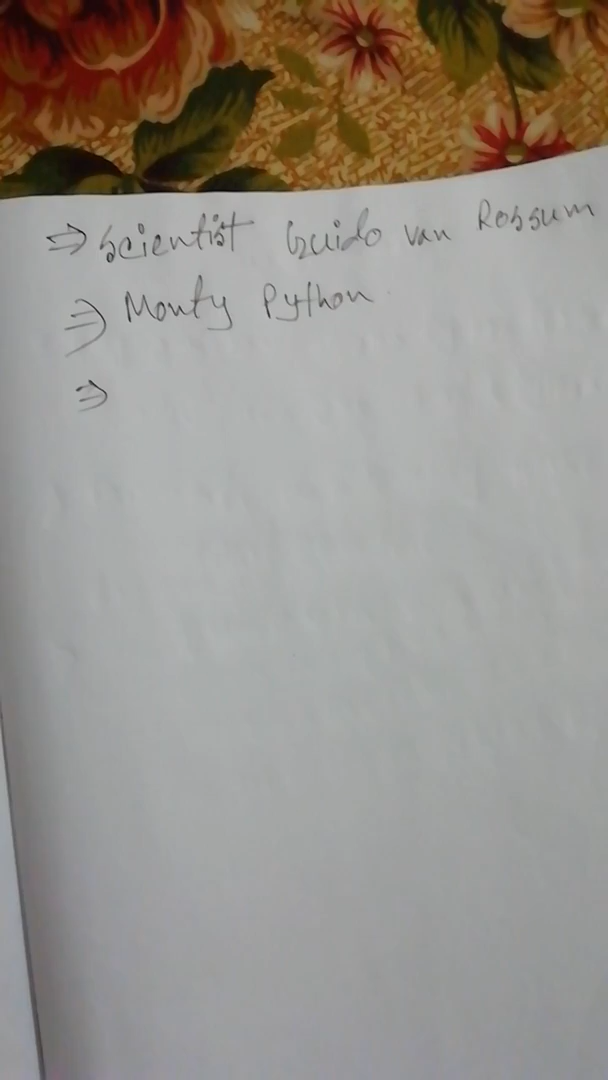 ⇒ Scientist Guido van Rossum
⇒ Monty Python
⇒